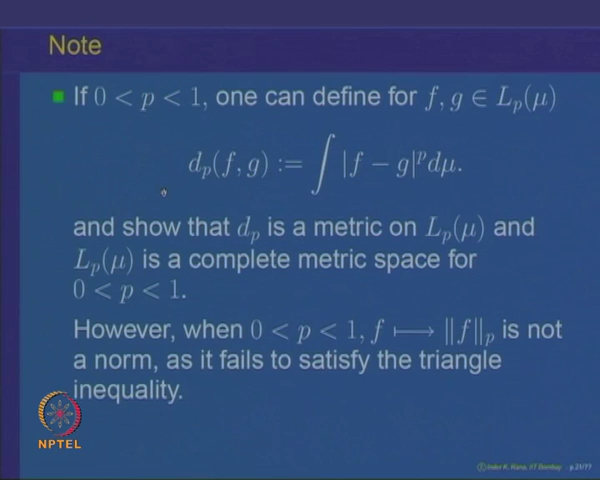 Note
If 0 < p < 1, one can define for f, g ∈ L_p(μ)
d_p(f, g) := ∫ |f − g|^p dμ.
and show that d_p is a metric on L_p(μ) and
L_p(μ) is a complete metric space for
0 < p < 1.
However, when 0 < p < 1, f ⟼ ‖f‖_p is not
a norm, as it fails to satisfy the triangle
inequality.
NPTEL
© Inder K. Rana, IIT Bombay - p.21/77